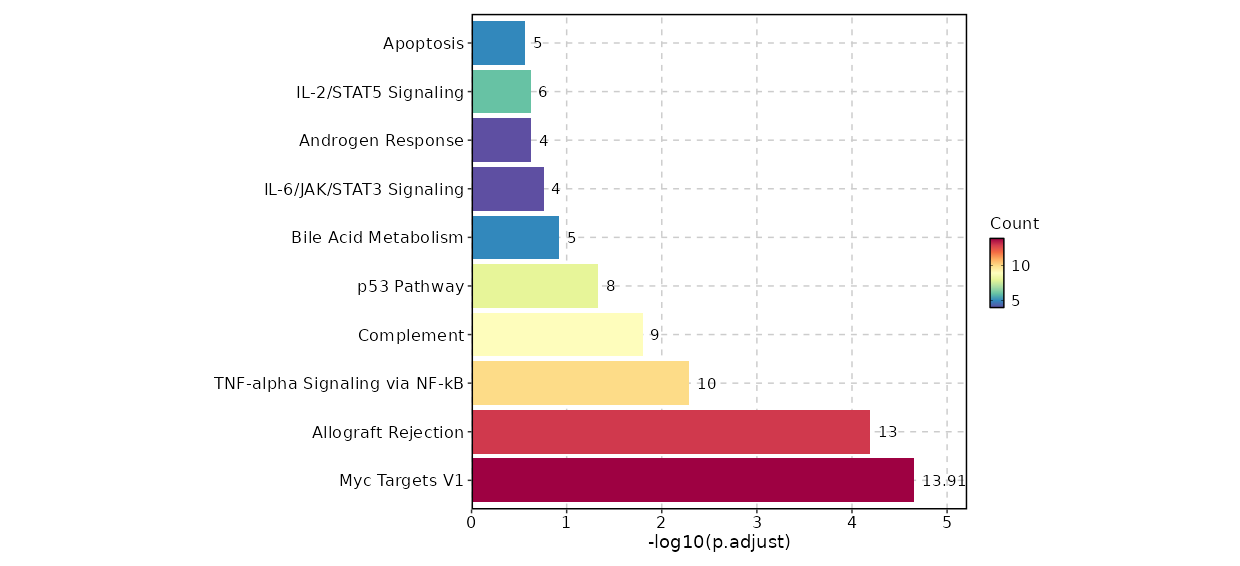 Apoptosis 5
IL-2/STAT5 Signaling 6
Androgen Response 4
IL-6/JAK/STAT3 Signaling 4
Bile Acid Metabolism 5
p53 Pathway 8
Complement 9
TNF-alpha Signaling via NF-kB 10
Allograft Rejection 13
Myc Targets V1 13.91
0 1 2 3 4 5
-log10(p.adjust)
Count
10
5